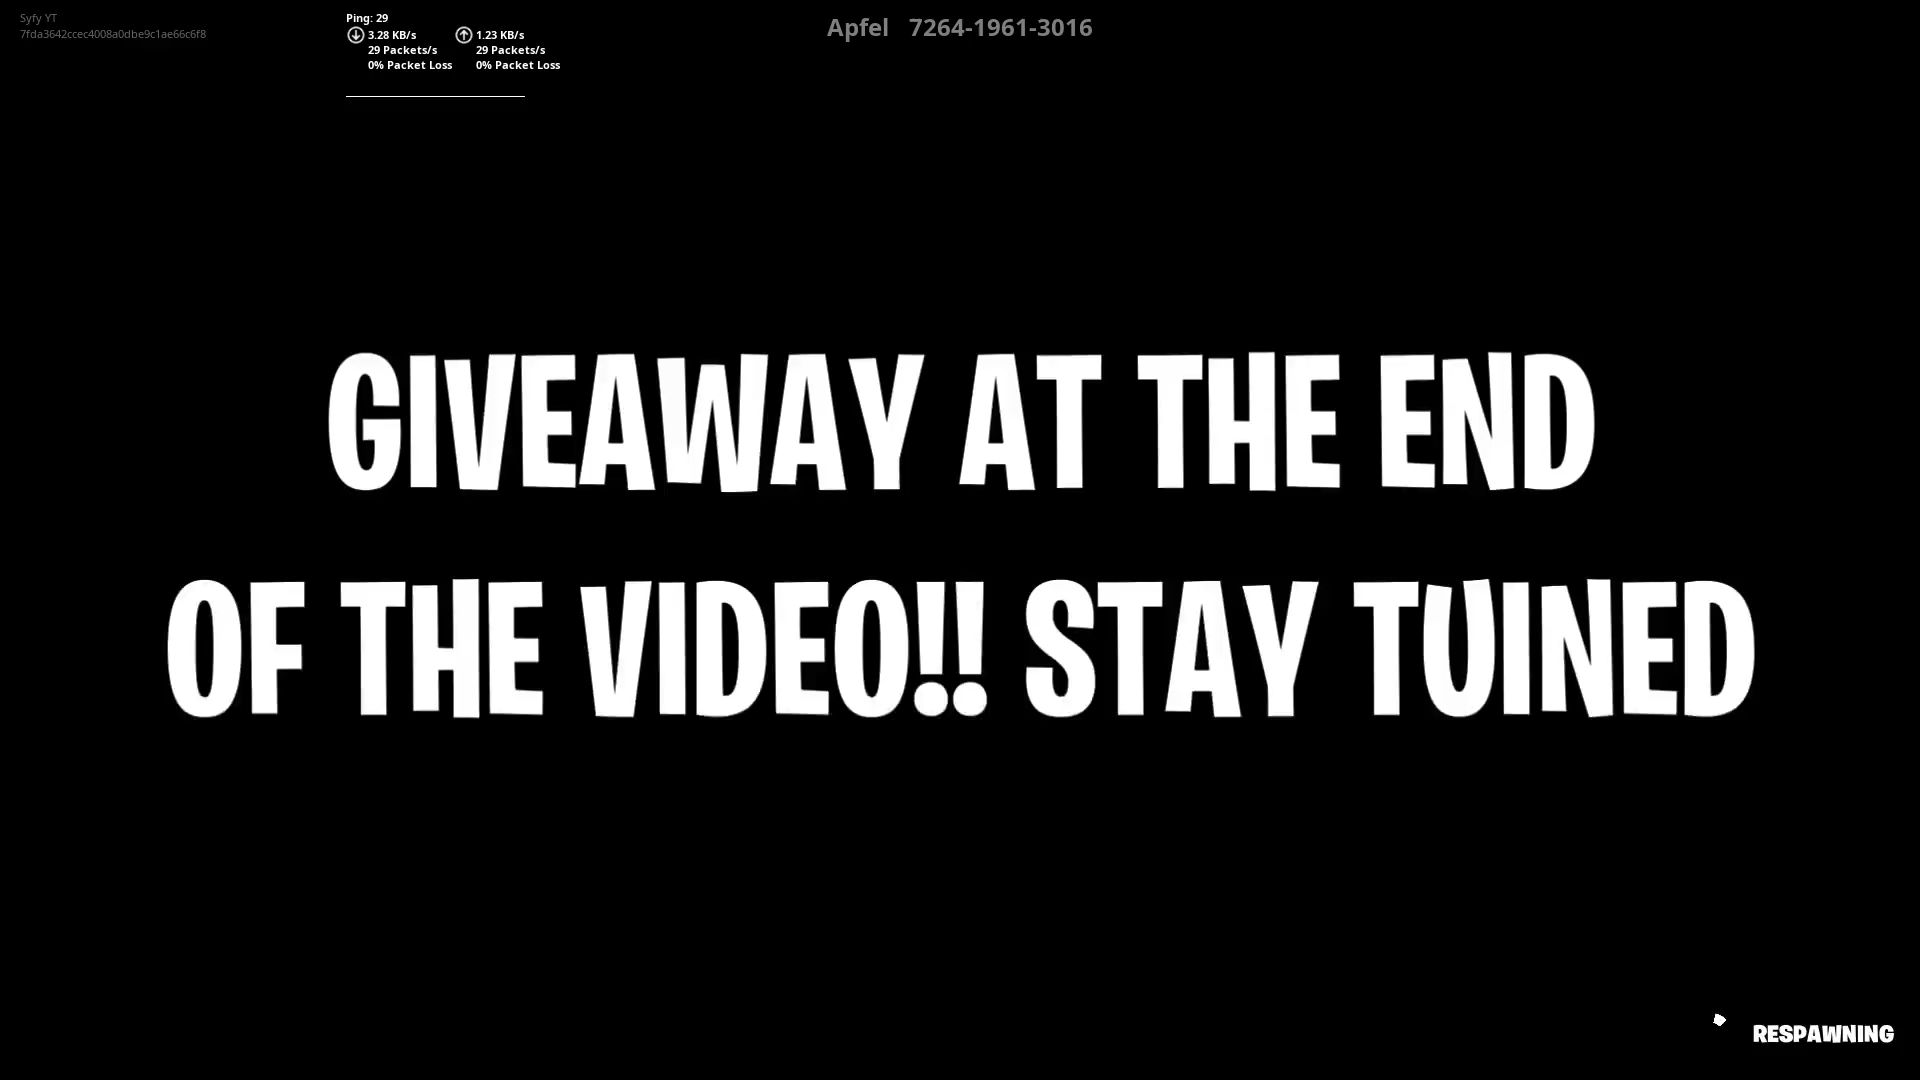 Syfy YT
7fda3642ccec4008a0dbe9c1ae66c6f8
Ping: 29
3.28 KB/s 1.23 KB/s
29 Packets/s 29 Packets/s
0% Packet Loss 0% Packet Loss
Apfel 7264-1961-3016
GIVEAWAY AT THE END
OF THE VIDEO!! STAY TUINED
RESPAWNING